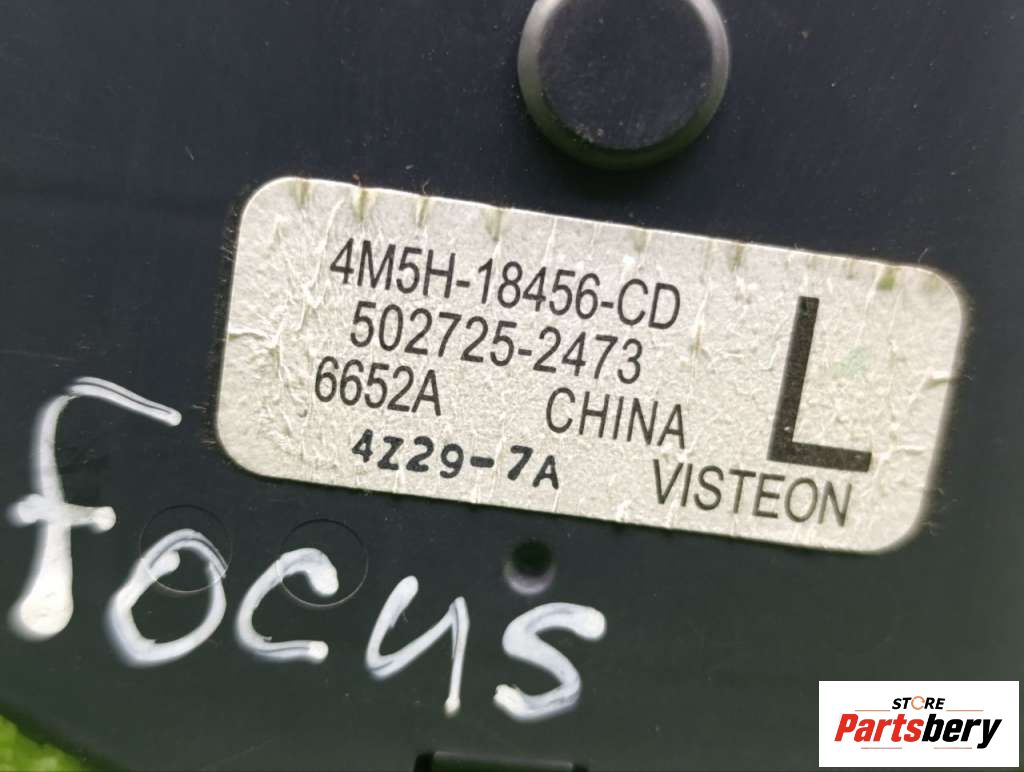 4M5H-18456-CD
502725-2473
6652A CHINA
4Z29-7A VISTEON
L
Focus
STORE
Partsbery